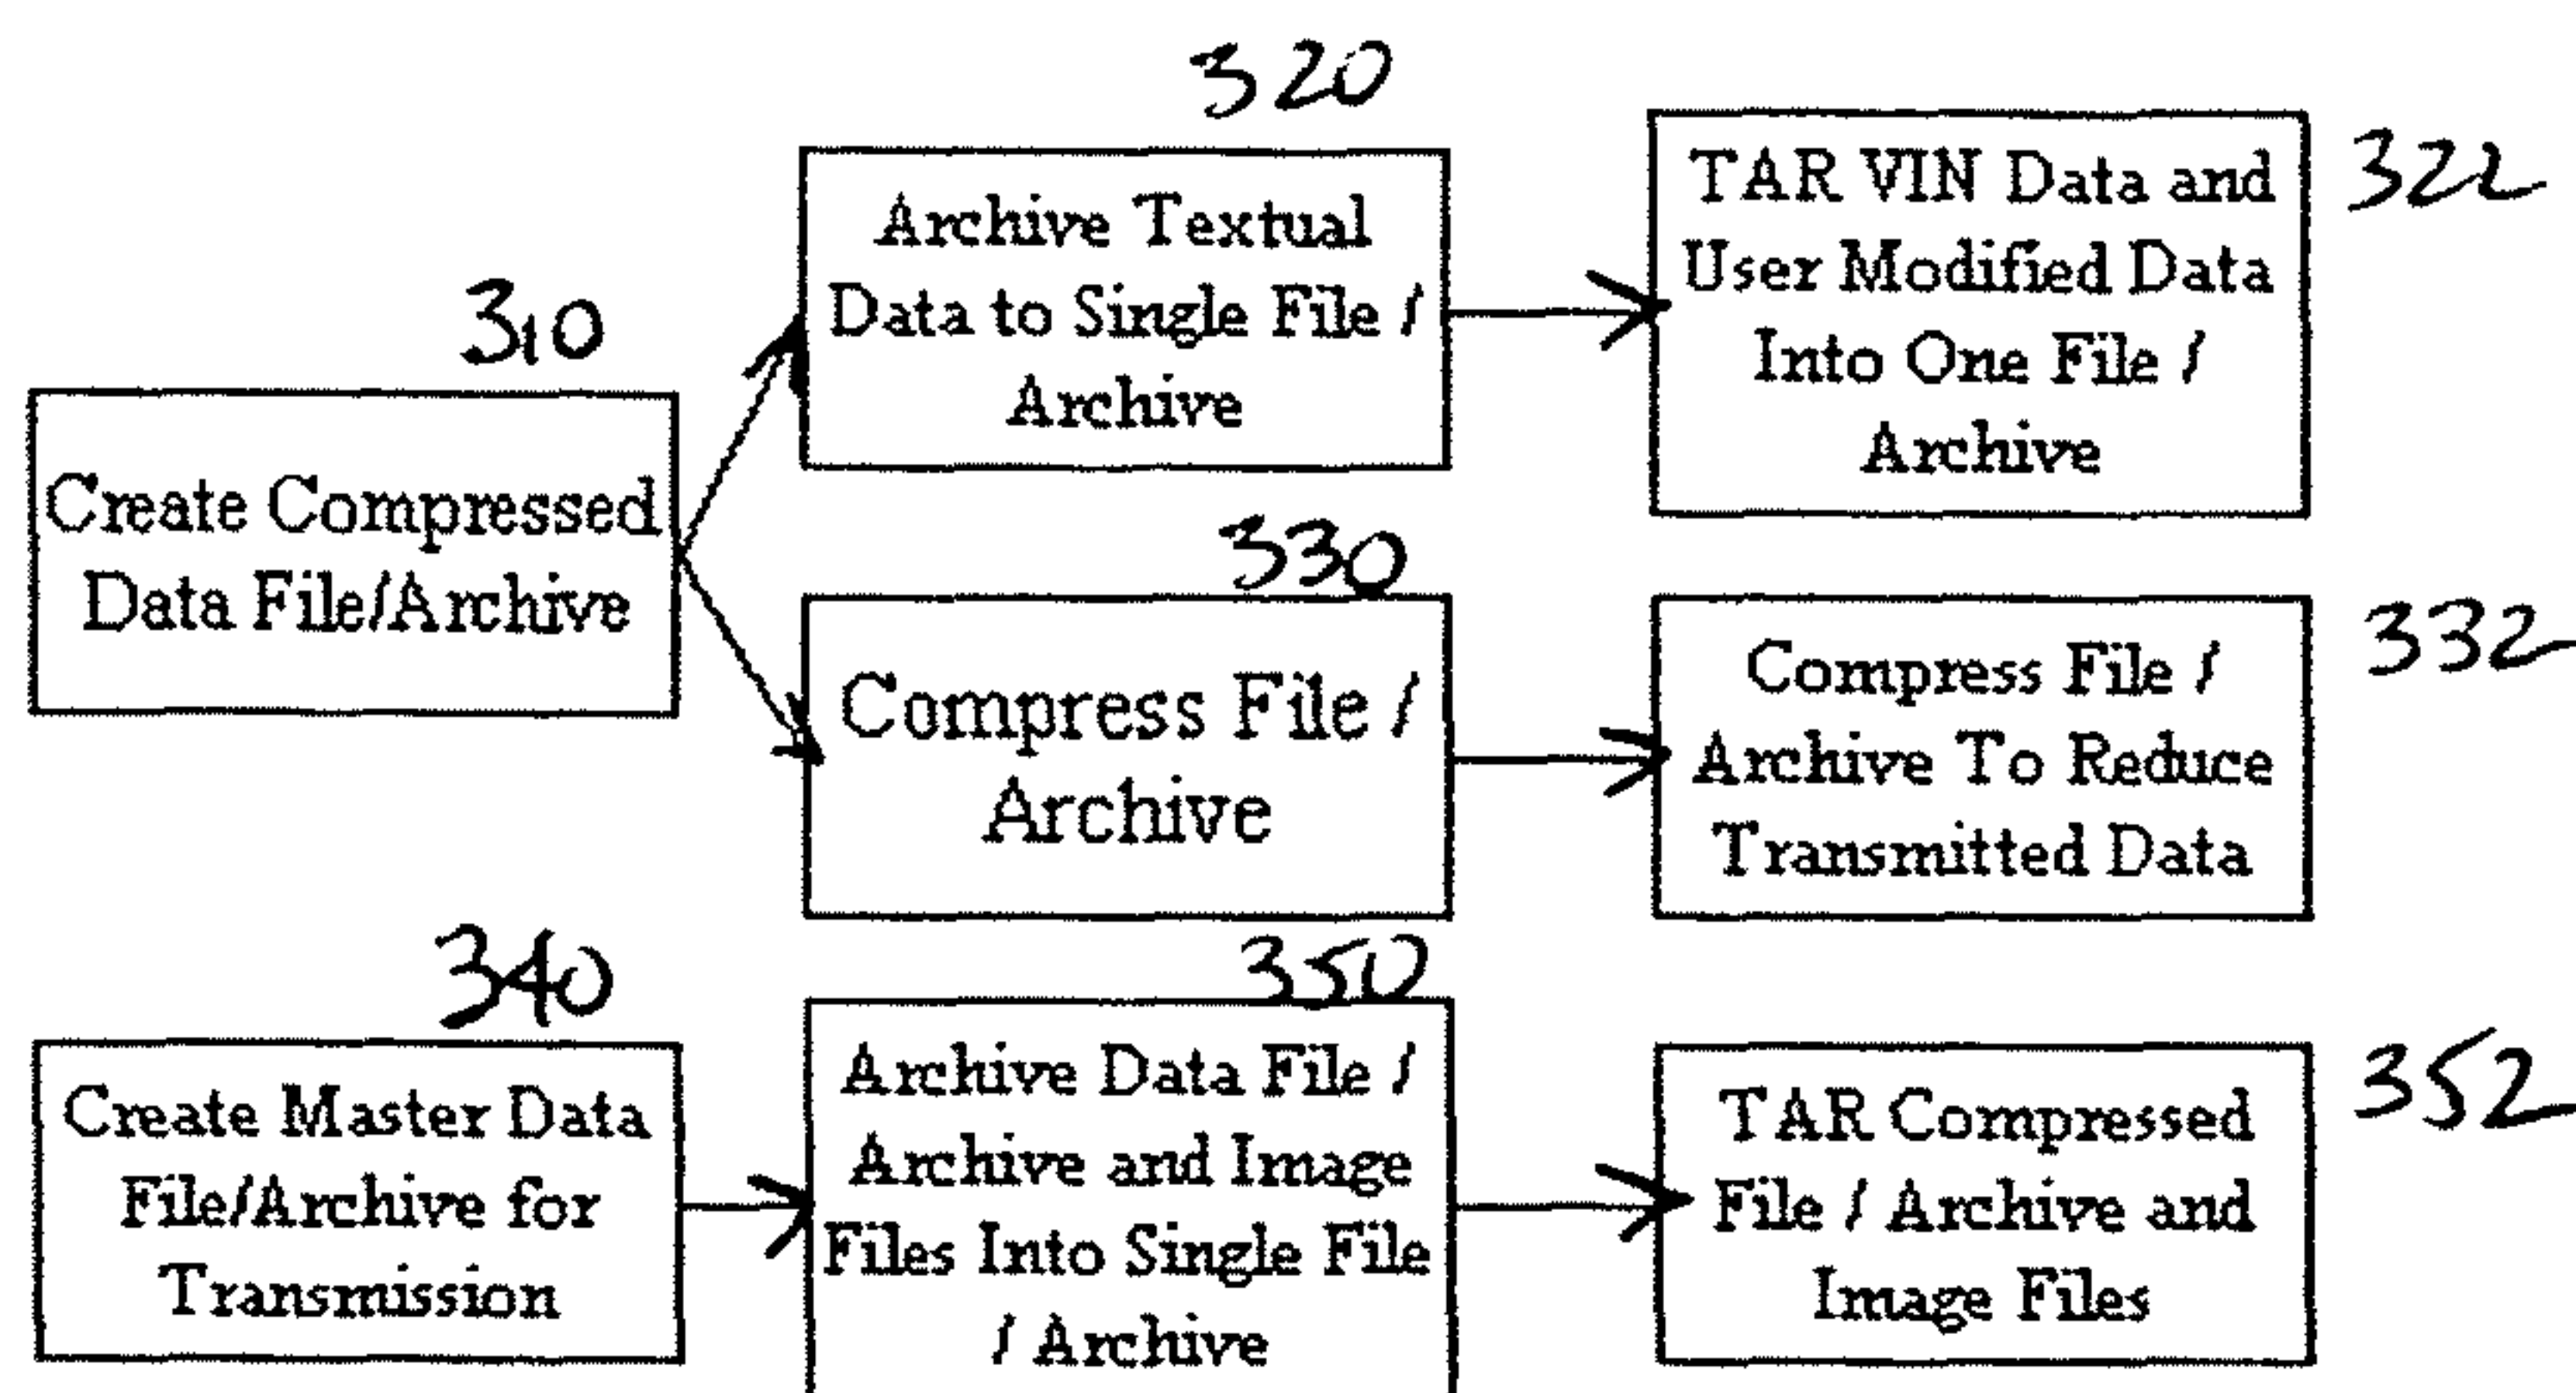 320
Archive Textual
Data to Single File /
Archive
TAR VIN Data and
User Modified Data
Into One File /
Archive
322
310
Create Compressed
Data File/Archive
330
Compress File /
Archive
Compress File /
Archive To Reduce
Transmitted Data
332
340
Create Master Data
File/Archive for
Transmission
350
Archive Data File /
Archive and Image
Files Into Single File
/ Archive
TAR Compressed
File / Archive and
Image Files
352